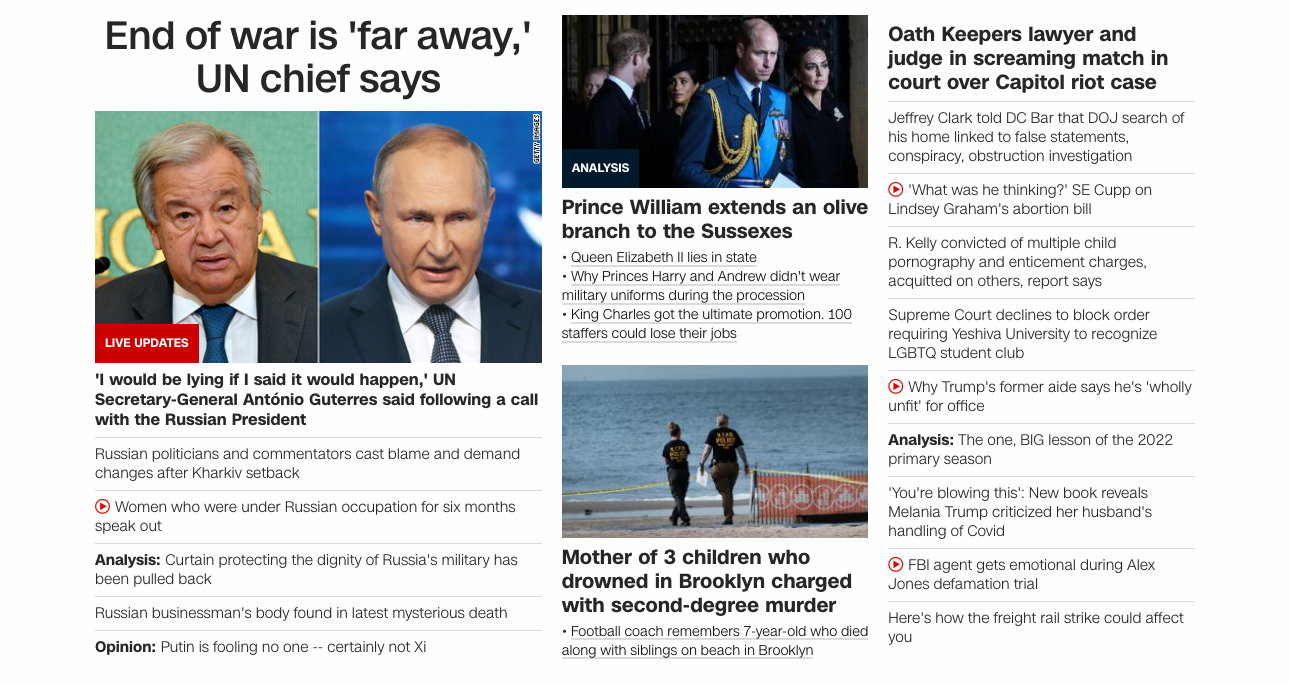 End of war is 'far away,'
UN chief says
GETTY IMAGES
LIVE UPDATES
'I would be lying if I said it would happen,' UN
Secretary-General António Guterres said following a call
with the Russian President
Russian politicians and commentators cast blame and demand
changes after Kharkiv setback
Women who were under Russian occupation for six months
speak out
Analysis: Curtain protecting the dignity of Russia's military has
been pulled back
Russian businessman's body found in latest mysterious death
Opinion: Putin is fooling no one -- certainly not Xi
ANALYSIS
Prince William extends an olive
branch to the Sussexes
• Queen Elizabeth II lies in state
• Why Princes Harry and Andrew didn't wear
military uniforms during the procession
• King Charles got the ultimate promotion. 100
staffers could lose their jobs
POLICE
POLICE
Mother of 3 children who
drowned in Brooklyn charged
with second-degree murder
• Football coach remembers 7-year-old who died
along with siblings on beach in Brooklyn
Oath Keepers lawyer and
judge in screaming match in
court over Capitol riot case
Jeffrey Clark told DC Bar that DOJ search of
his home linked to false statements,
conspiracy, obstruction investigation
'What was he thinking?' SE Cupp on
Lindsey Graham's abortion bill
R. Kelly convicted of multiple child
pornography and enticement charges,
acquitted on others, report says
Supreme Court declines to block order
requiring Yeshiva University to recognize
LGBTQ student club
Why Trump's former aide says he's 'wholly
unfit' for office
Analysis: The one, BIG lesson of the 2022
primary season
'You're blowing this': New book reveals
Melania Trump criticized her husband's
handling of Covid
FBI agent gets emotional during Alex
Jones defamation trial
Here's how the freight rail strike could affect
you